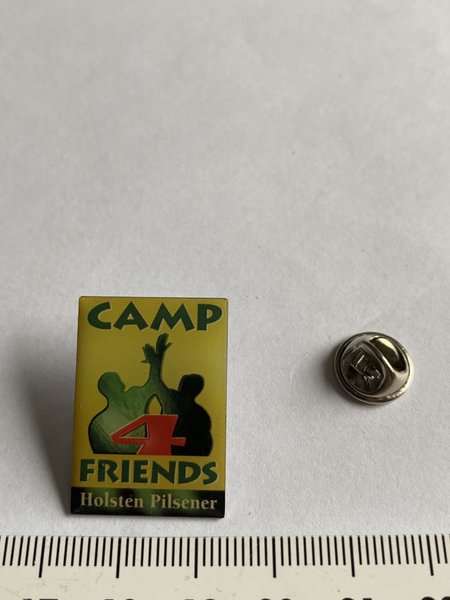 CAMP
4
FRIENDS
Holsten Pilsener